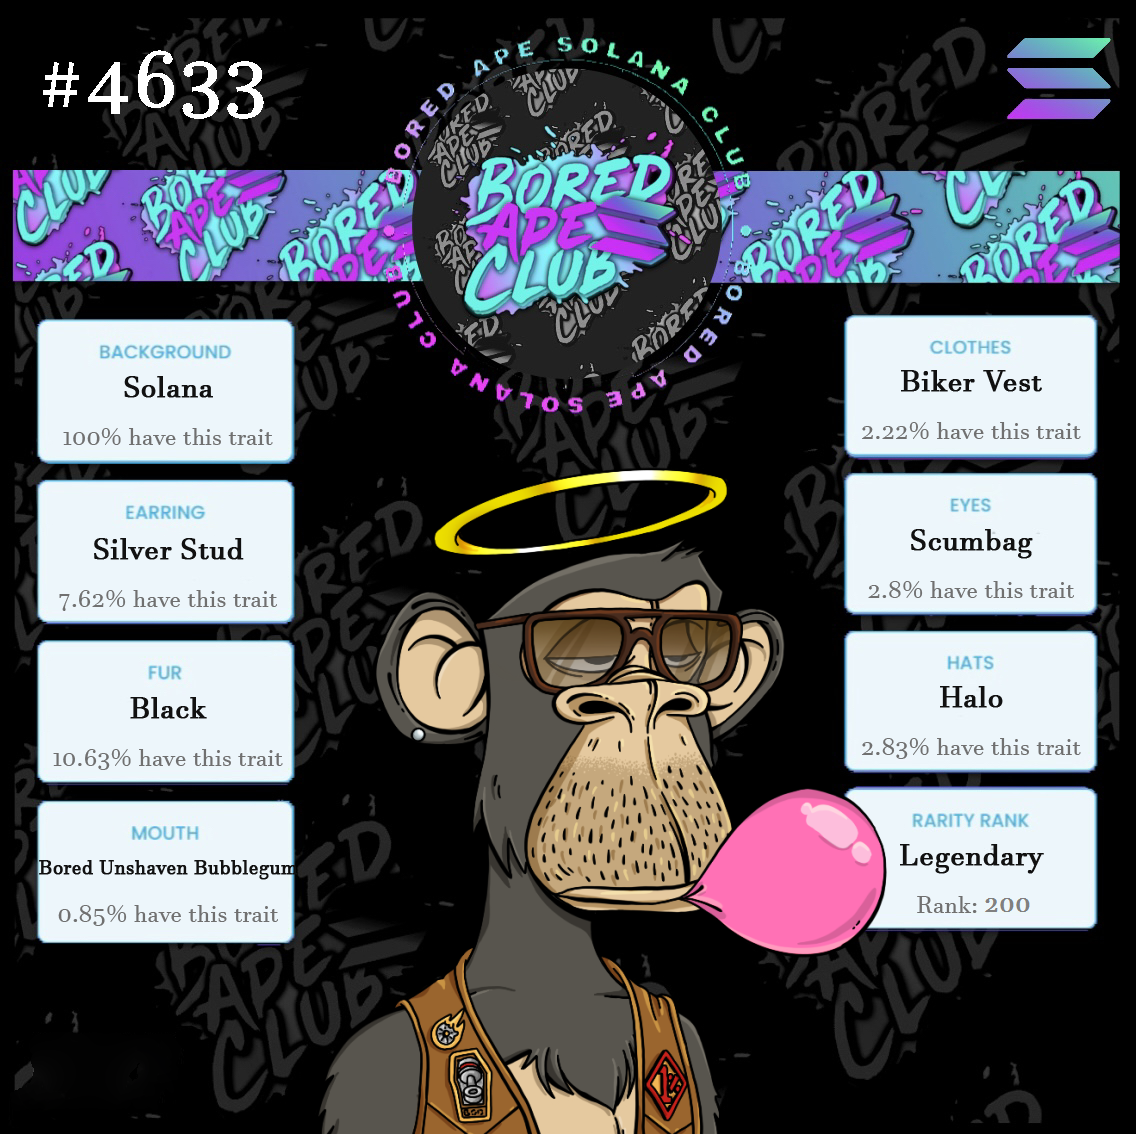 #4633
BORED APE SOLANA CLUB
BORED APE SOLANA CLUB
BORED
APE
CLUB
BACKGROUND
Solana
100% have this trait
EARRING
Silver Stud
7.62% have this trait
FUR
Black
10.63% have this trait
MOUTH
Bored Unshaven Bubblegum
0.85% have this trait
CLOTHES
Biker Vest
2.22% have this trait
EYES
Scumbag
2.8% have this trait
HATS
Halo
2.83% have this trait
RARITY RANK
Legendary
Rank: 200